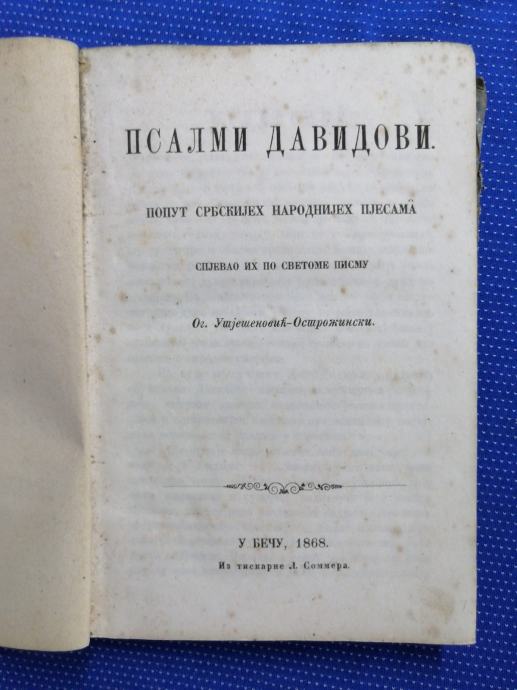 ПСАЛМИ ДАВИДОВИ.
ПОПУТ СРБСКИЈЕХ НАРОДНИЈЕХ ПЈЕСАМА̂
СПЈЕВАО ИХ ПО СВЕТОМЕ ПИСМУ
Ог. Утјешеновић-Острожински.
У БЕЧУ, 1868.
Из тискарне Л. Соммера.